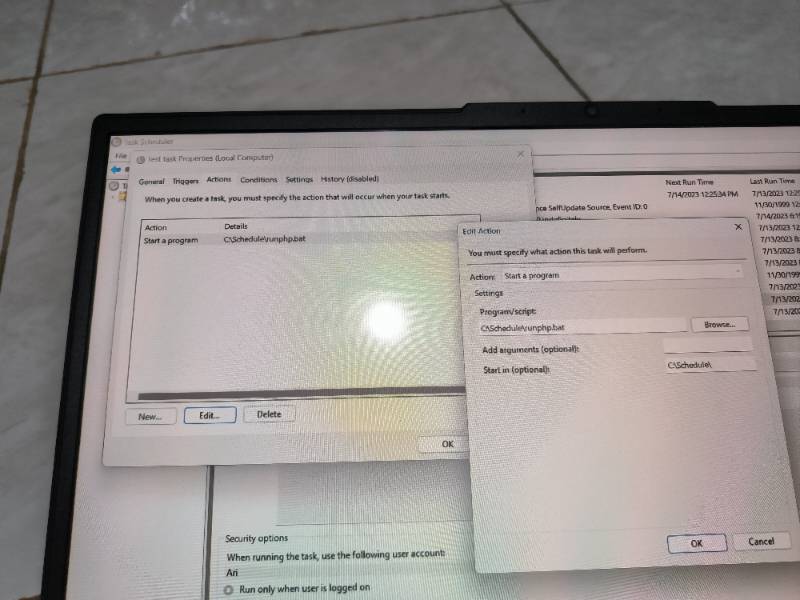 Task Scheduler
File
test task Properties (Local Computer)
General Triggers Actions Conditions Settings History (disabled)
When you create a task, you must specify the action that will occur when your task starts.
Action Details
Start a program C:\Schedule\runphp.bat
New... Edit... Delete
OK
Next Run Time Last Run Time
7/14/2023 12:25:34 PM 7/13/2023 12:25
nce SelfUpdate Source, Event ID: 0 11/30/1999 12
7/14/2023 6:1
7/13/2023 12
7/13/2023 8:
7/13/2023 8
7/13/2023
11/30/199
7/13/2023
7/13/202
7/13/202
Edit Action
You must specify what action this task will perform.
Action: Start a program
Settings
Program/script:
C:\Schedule\runphp.bat Browse...
Add arguments (optional):
Start in (optional): C:\Schedule\
OK Cancel
Security options
When running the task, use the following user account:
Ari
Run only when user is logged on